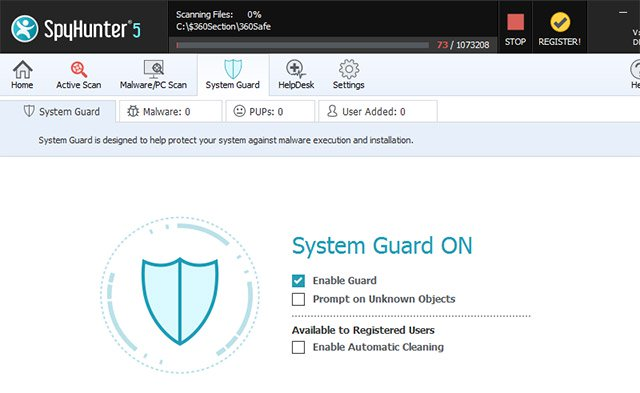 SpyHunter® 5
Scanning Files: 0%
C:\$360Section\360Safe
73 / 1073208
STOP
REGISTER!
Home
Active Scan
Malware/PC Scan
System Guard
HelpDesk
Settings
System Guard
Malware: 0
PUPs: 0
User Added: 0
System Guard is designed to help protect your system against malware execution and installation.
System Guard ON
Enable Guard
Prompt on Unknown Objects
Available to Registered Users
Enable Automatic Cleaning